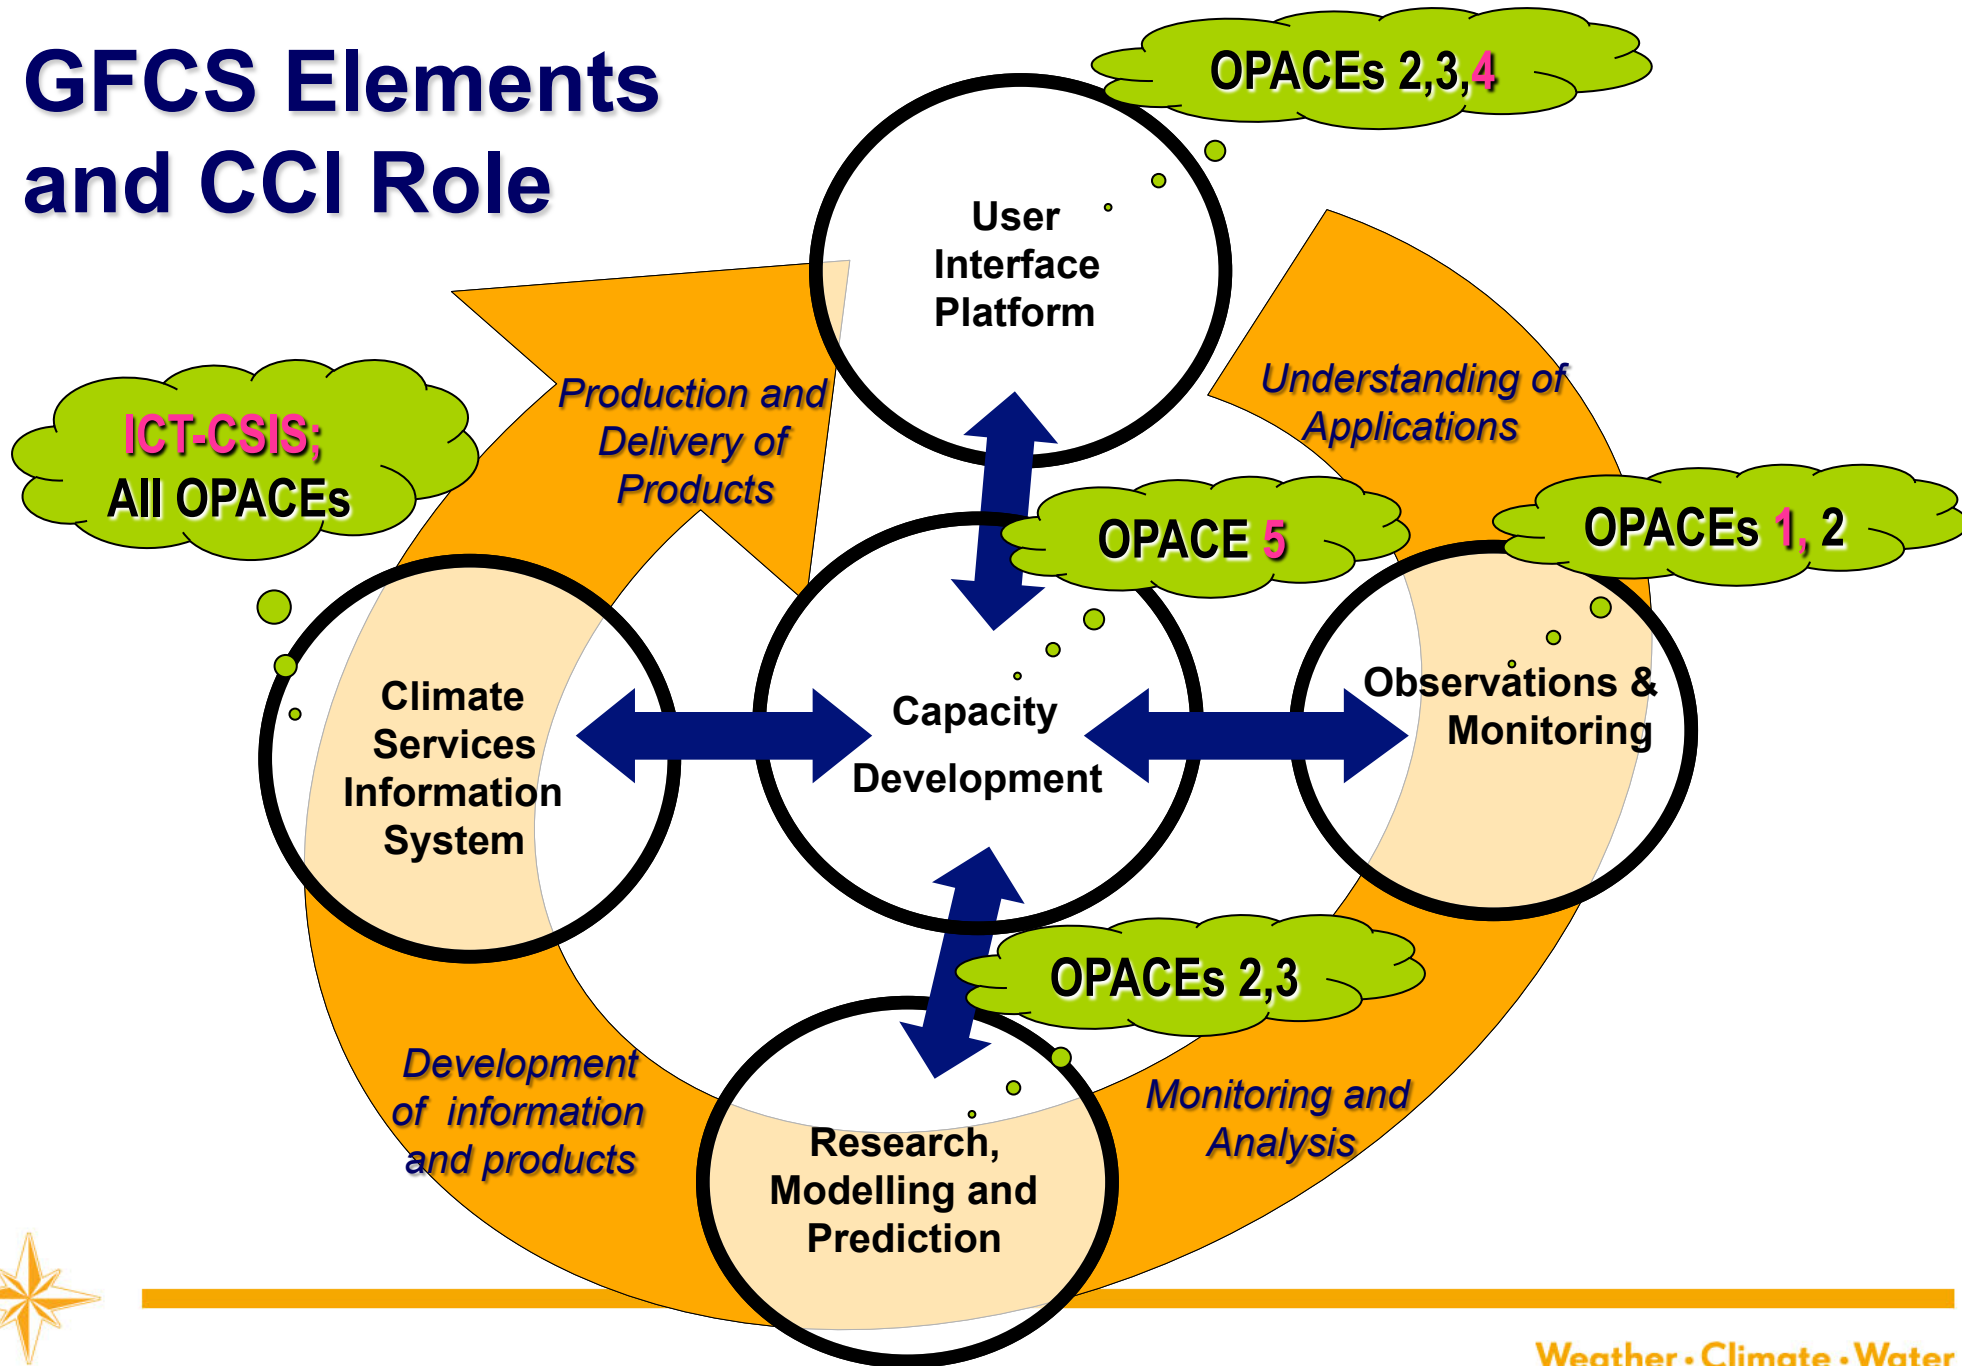 GFCS Elements
and CCl Role
OPACEs 2,3,4
User
Interface
Platform
Production and
Delivery of
Products
Understanding of
Applications
ICT-CSIS;
All OPACEs
OPACE 5
OPACEs 1, 2
Climate
Services
Information
System
Capacity
Development
Observations &
Monitoring
OPACEs 2,3
Development
of information
and products
Research,
Modelling and
Prediction
Monitoring and
Analysis
Weather • Climate • Water